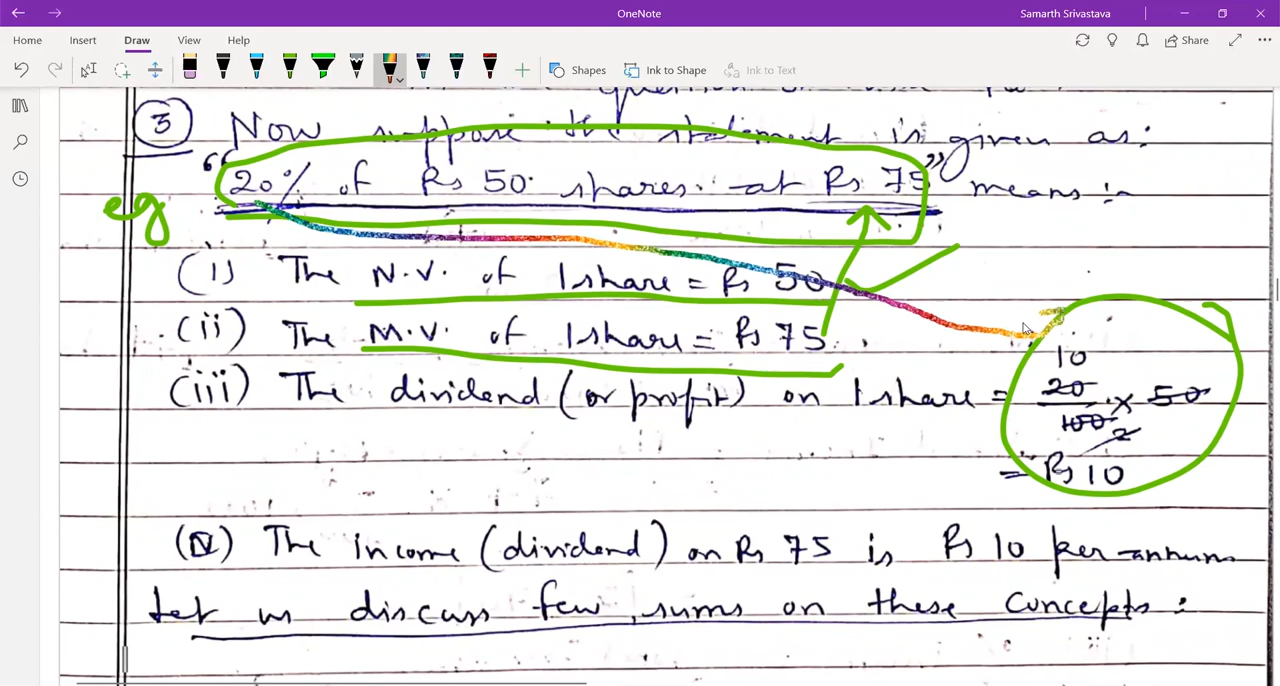 OneNote
Samarth Srivastava
Home Insert Draw View Help
Share
Shapes Ink to Shape Ink to Text
3 Now suppose the statement is given as:
eg "20% of Rs 50 shares at Rs 75" means :-
(i) The N.V. of 1 share = Rs 50
(ii) The M.V. of 1 share = Rs 75.
10
(iii) The dividend (or profit) on 1 share = 20/100 × 50
2
= Rs 10
The income (dividend) on Rs 75 is Rs 10 per annum
Let us discuss few sums on these concepts :